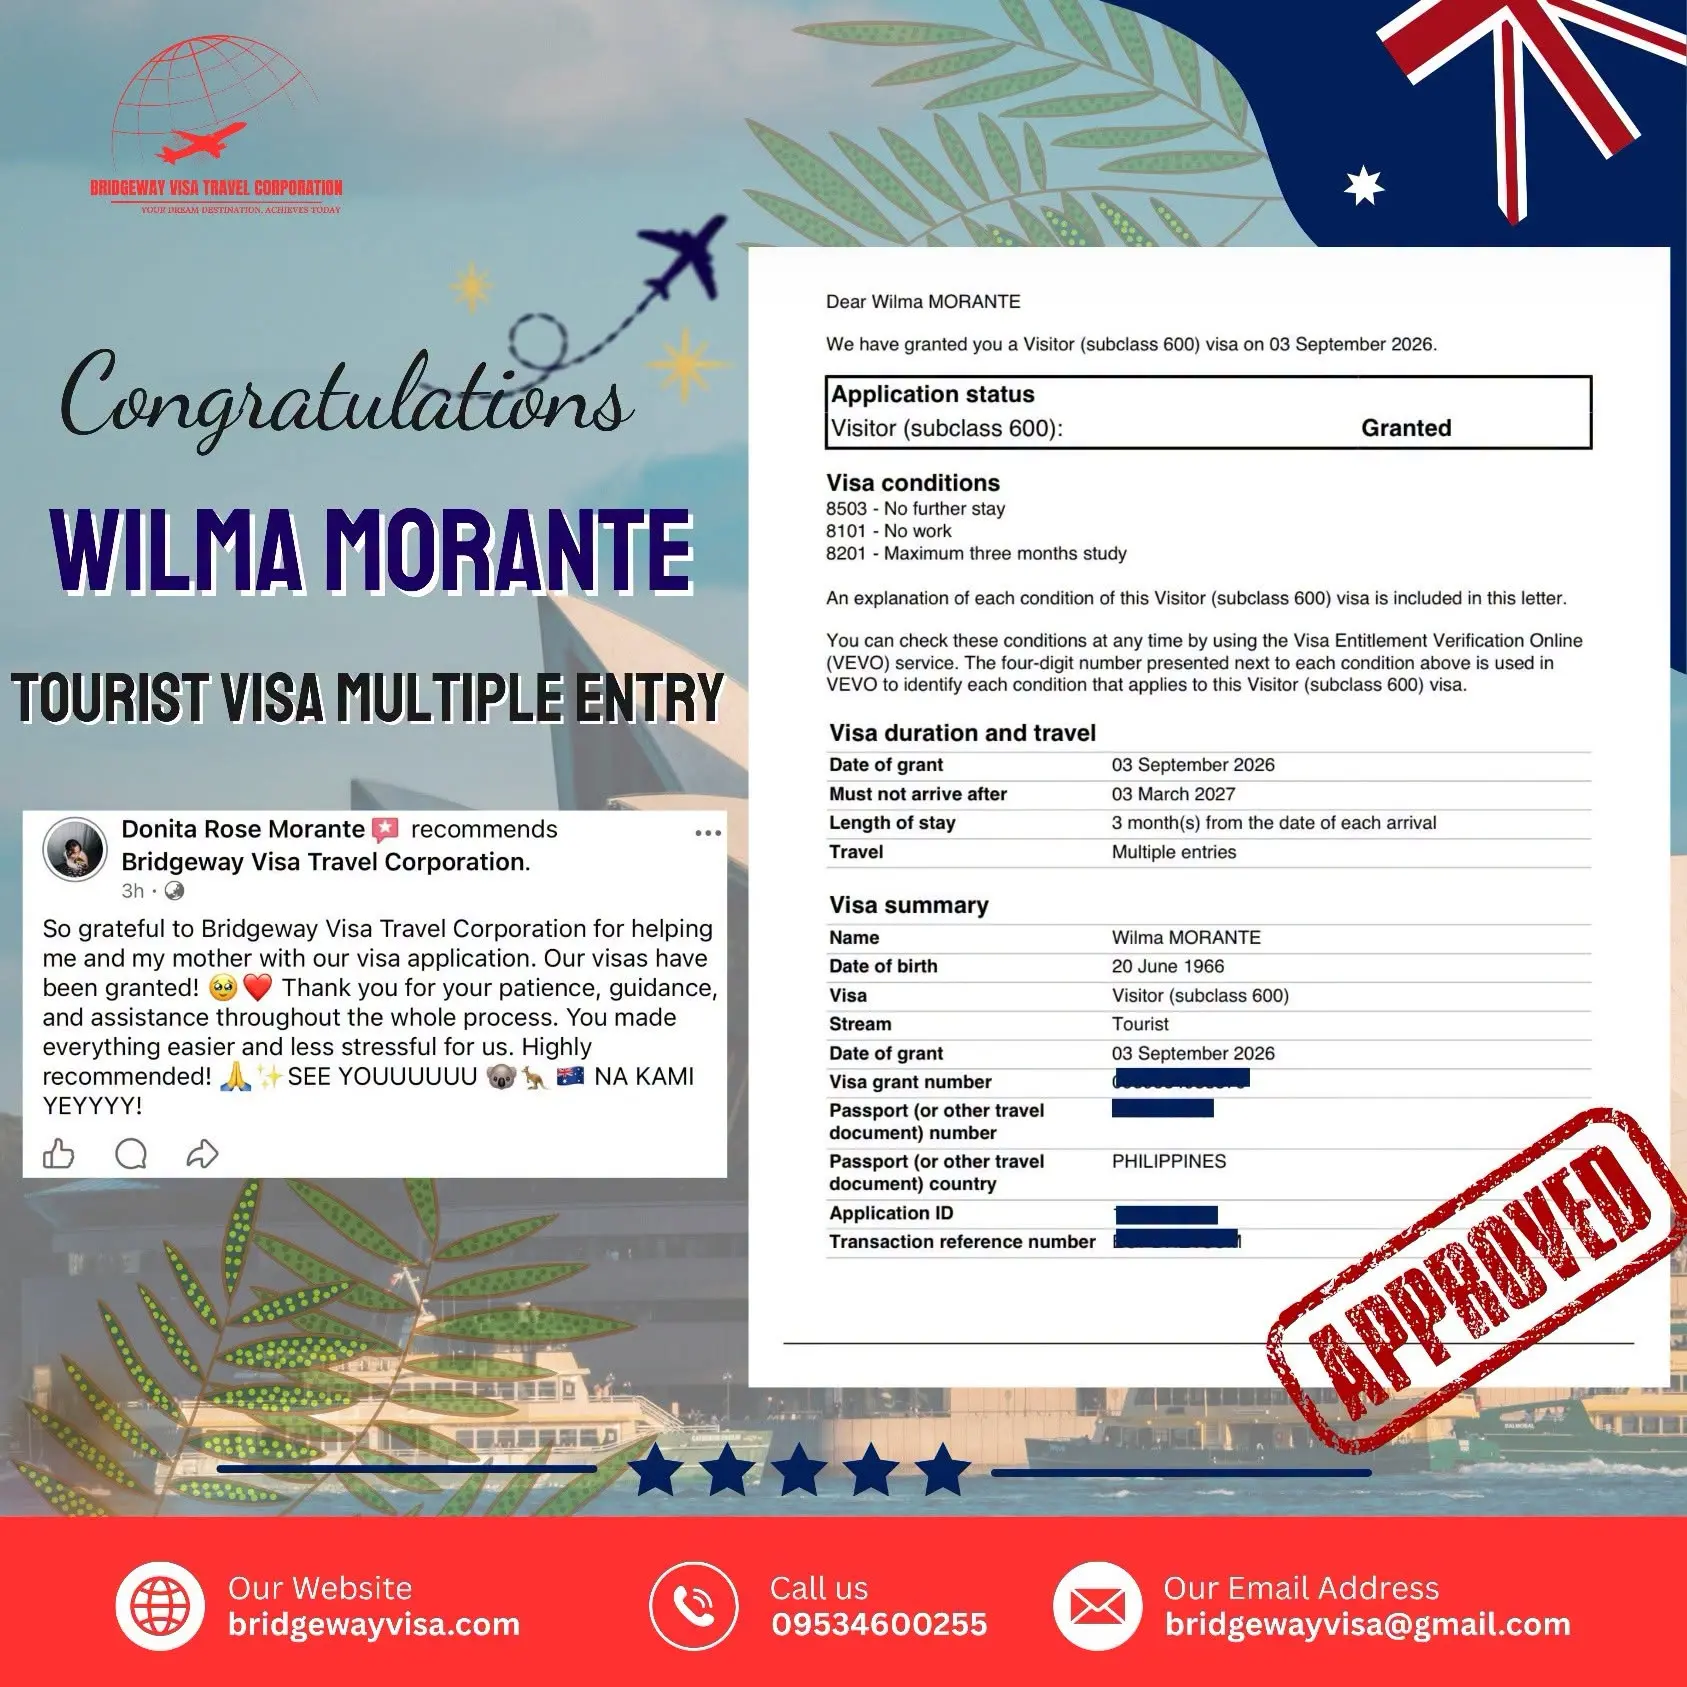 BRIDGEWAY VISA TRAVEL CORPORATION
YOUR DREAM DESTINATION, ACHIEVES TODAY
Congratulations
WILMA MORANTE
TOURIST VISA MULTIPLE ENTRY
Donita Rose Morante recommends
Bridgeway Visa Travel Corporation.
3h ·
So grateful to Bridgeway Visa Travel Corporation for helping
me and my mother with our visa application. Our visas have
been granted! 🥹❤️ Thank you for your patience, guidance,
and assistance throughout the whole process. You made
everything easier and less stressful for us. Highly
recommended! 🙏✨SEE YOUUUUUU 🐨🦘 🇦🇺 NA KAMI
YEYYYY!
Dear Wilma MORANTE
We have granted you a Visitor (subclass 600) visa on 03 September 2026.
Application status
Visitor (subclass 600): Granted
Visa conditions
8503 - No further stay
8101 - No work
8201 - Maximum three months study
An explanation of each condition of this Visitor (subclass 600) visa is included in this letter.
You can check these conditions at any time by using the Visa Entitlement Verification Online
(VEVO) service. The four-digit number presented next to each condition above is used in
VEVO to identify each condition that applies to this Visitor (subclass 600) visa.
Visa duration and travel
Date of grant 03 September 2026
Must not arrive after 03 March 2027
Length of stay 3 month(s) from the date of each arrival
Travel Multiple entries
Visa summary
Name Wilma MORANTE
Date of birth 20 June 1966
Visa Visitor (subclass 600)
Stream Tourist
Date of grant 03 September 2026
Visa grant number
Passport (or other travel
document) number
Passport (or other travel
document) country PHILIPPINES
Application ID
Transaction reference number
APPROVED
BALMORAL
Our Website
bridgewayvisa.com
Call us
09534600255
Our Email Address
bridgewayvisa@gmail.com